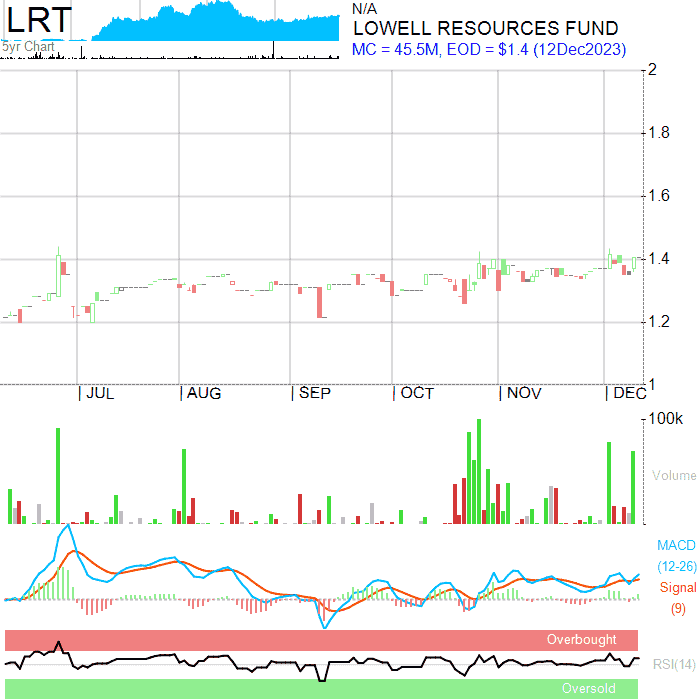 LRT
5yr Chart
N/A
LOWELL RESOURCES FUND
MC = 45.5M, EOD = $1.4 (12Dec2023)
2
1.8
1.6
1.4
1.2
1
JUL
AUG
SEP
OCT
NOV
DEC
100k
Volume
MACD
(12-26)
Signal
(9)
Overbought
RSI(14)
Oversold